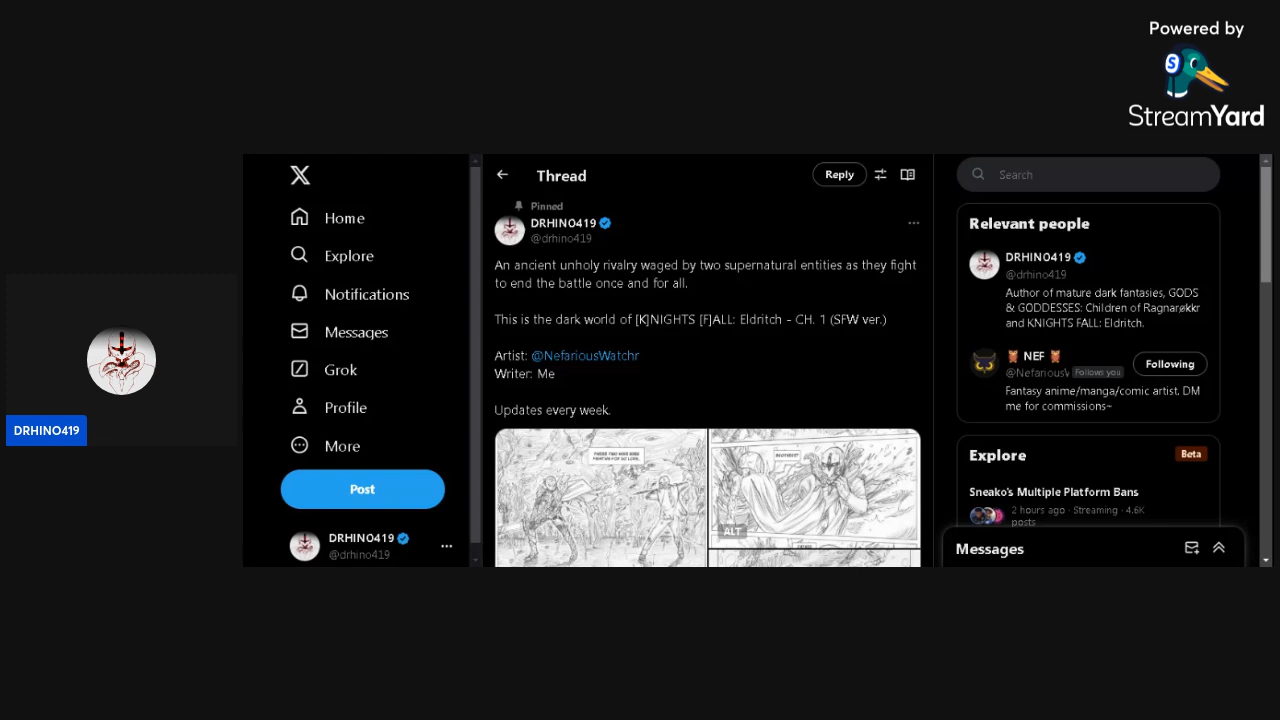 Powered by
S
StreamYard
DRHINO419
X
Home
Explore
Notifications
Messages
Grok
Profile
More
Post
DRHINO419
@drhino419
Thread
Reply
Pinned
DRHINO419
@drhino419
An ancient unholy rivalry waged by two supernatural entities as they fight
to end the battle once and for all.
This is the dark world of [K]NIGHTS [F]ALL: Eldritch - CH. 1 (SFW ver.)
Artist: @NefariousWatchr
Writer: Me
Updates every week.
BROTHER!!
ALT
Search
Relevant people
DRHINO419
@drhino419
Author of mature dark fantasies, GODS
& GODDESSES: Children of Ragnarøkkr
and KNIGHTS FALL: Eldritch.
NEF
@NefariousW Follows you
Following
Fantasy anime/manga/comic artist. DM
me for commissions~
Explore
Beta
Sneako's Multiple Platform Bans
2 hours ago · Streaming · 4.6K
posts
Messages